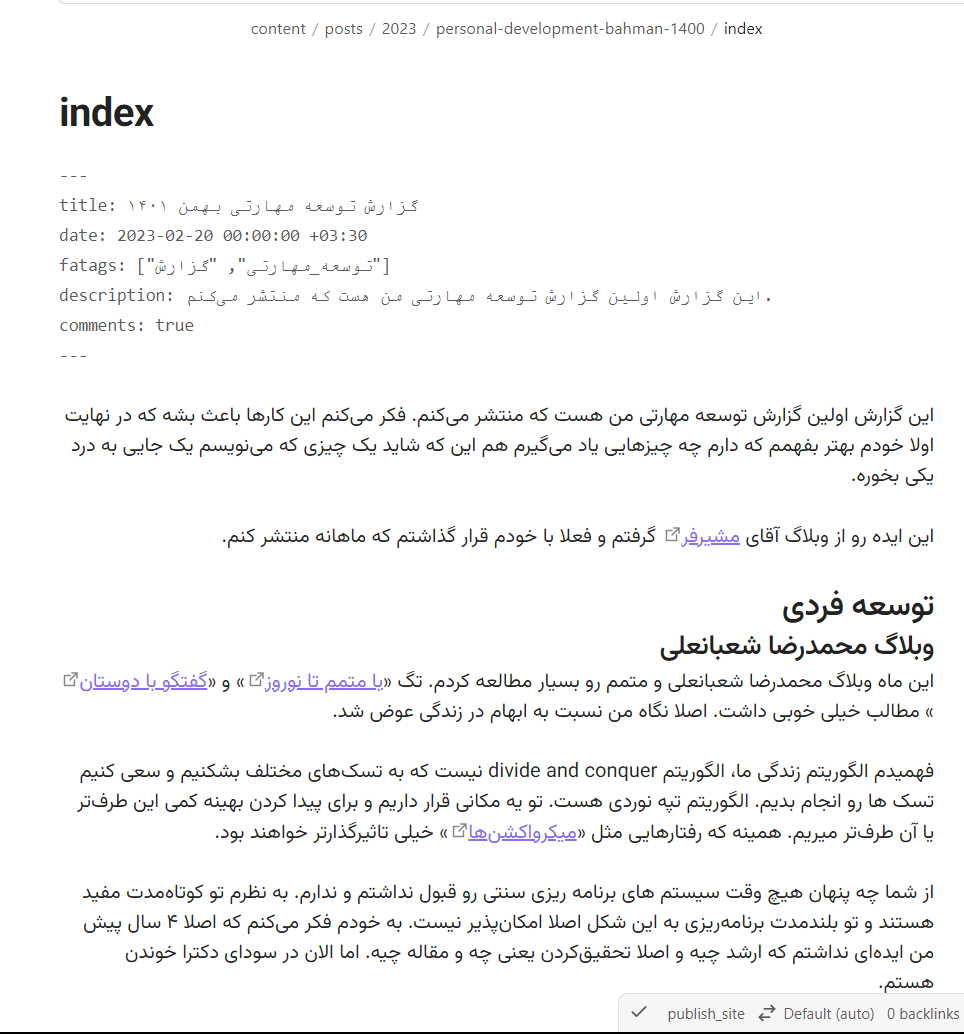 content / posts / 2023 / personal-development-bahman-1400 / index
index
---
title: گزارش توسعه مهارتی بهمن ۱۴۰۱
date: 2023-02-20 00:00:00 +03:30
fatags: ["توسعه_مهارتی", "گزارش"]
description: این گزارش اولین گزارش توسعه مهارتی من هست که منتشر می‌کنم.
comments: true
---
این گزارش اولین گزارش توسعه مهارتی من هست که منتشر می‌کنم. فکر می‌کنم این کارها باعث بشه که در نهایت
اولا خودم بهتر بفهمم که دارم چه چیزهایی یاد می‌گیرم هم این که شاید یک چیزی که می‌نویسم یک جایی به درد
یکی بخوره.
این ایده رو از وبلاگ آقای مشیرفر گرفتم و فعلا با خودم قرار گذاشتم که ماهانه منتشر کنم.
توسعه فردی
وبلاگ محمدرضا شعبانعلی
این ماه وبلاگ محمدرضا شعبانعلی و متمم رو بسیار مطالعه کردم. تگ «با متمم تا نوروز» و «گفتگو با دوستان
» مطالب خیلی خوبی داشت. اصلا نگاه من نسبت به ابهام در زندگی عوض شد.
فهمیدم الگوریتم زندگی ما، الگوریتم divide and conquer نیست که به تسک‌های مختلف بشکنیم و سعی کنیم
تسک ها رو انجام بدیم. الگوریتم تپه نوردی هست. تو یه مکانی قرار داریم و برای پیدا کردن بهینه کمی این طرف‌تر
یا آن طرف‌تر میریم. همینه که رفتارهایی مثل «میکرواکشن‌ها» خیلی تاثیرگذارتر خواهند بود.
از شما چه پنهان هیچ وقت سیستم های برنامه ریزی سنتی رو قبول نداشتم و ندارم. به نظرم تو کوتاه‌مدت مفید
هستند و تو بلندمدت برنامه‌ریزی به این شکل اصلا امکان‌پذیر نیست. به خودم فکر می‌کنم که اصلا ۴ سال پیش
من ایده‌ای نداشتم که ارشد چیه و اصلا تحقیق‌کردن یعنی چه و مقاله چیه. اما الان در سودای دکترا خوندن
هستم.
publish_site Default (auto) 0 backlinks